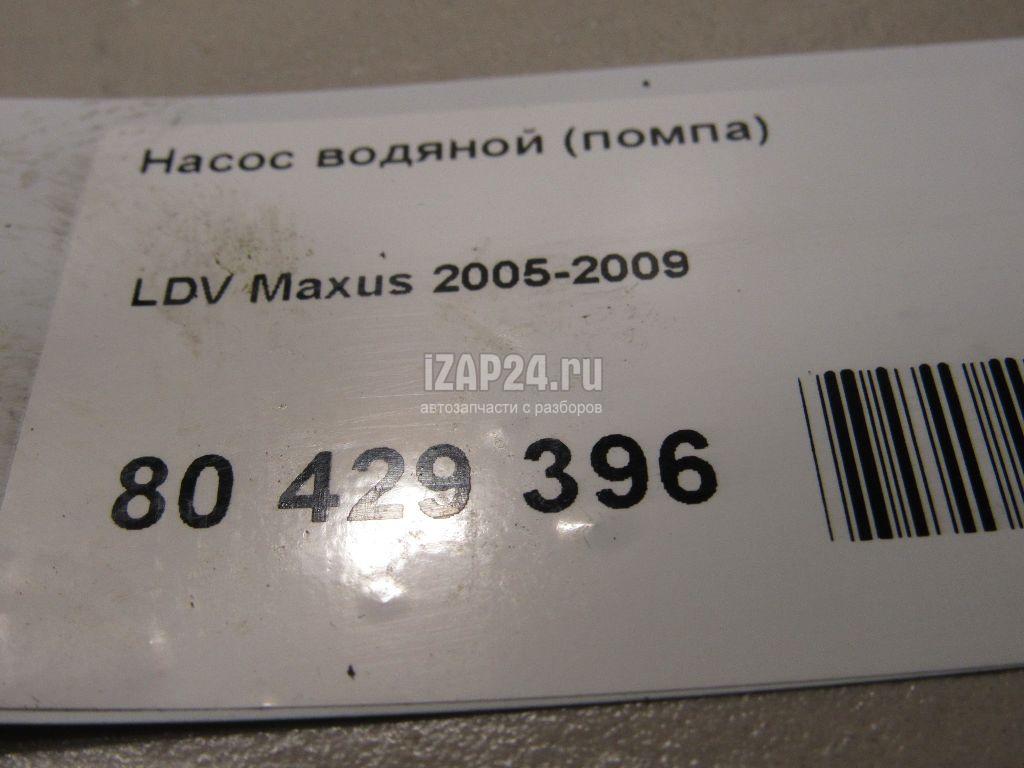 Насос водяной (помпа)
LDV Maxus 2005-2009
iZAP24.ru
автозапчасти с разборов
80 429 396